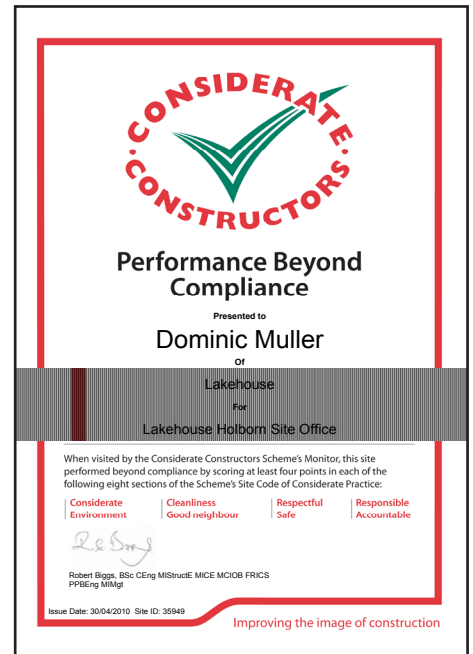 CONSIDERATE
CONSTRUCTORS
Performance Beyond
Compliance
Presented to
Dominic Muller
Of
Lakehouse
For
Lakehouse Holborn Site Office
When visited by the Considerate Constructors Scheme's Monitor, this site
performed beyond compliance by scoring at least four points in each of the
following eight sections of the Scheme's Site Code of Considerate Practice:
Considerate Cleanliness Respectful Responsible
Environment Good neighbour Safe Accountable
Robert Biggs, BSc CEng MIStructE MICE MCIOB FRICS
PPBEng MIMgt
Issue Date: 30/04/2010 Site ID: 35949
Improving the image of construction